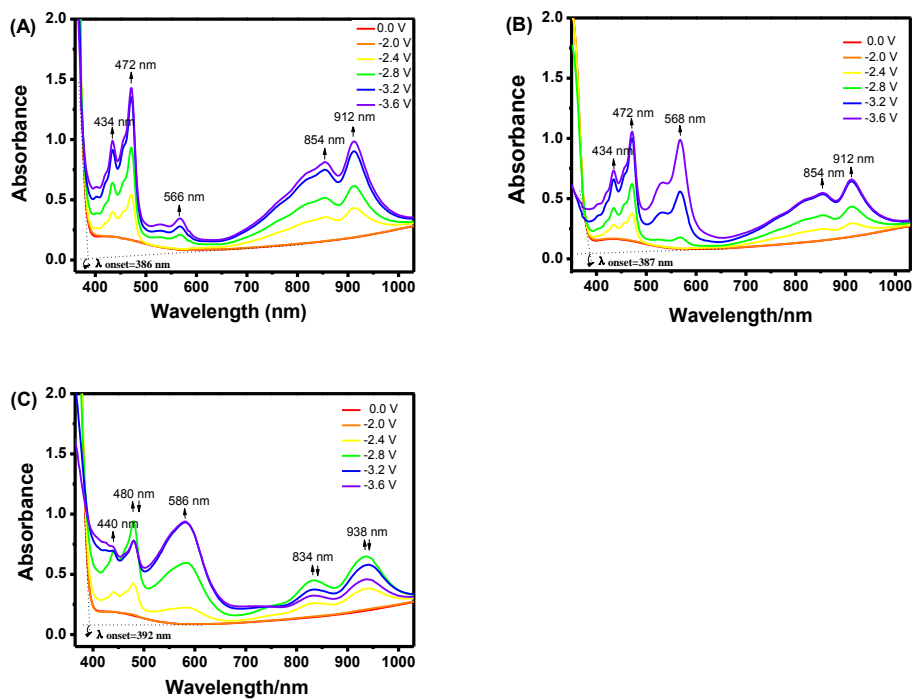 (A)
2.0
1.5
1.0
0.5
0.0
Absorbance
434 nm
472 nm
566 nm
854 nm
912 nm
0.0 V
-2.0 V
-2.4 V
-2.8 V
-3.2 V
-3.6 V
λ onset=386 nm
400 500 600 700 800 900 1000
Wavelength (nm)
(B)
2.0
1.5
1.0
0.5
0.0
Absorbance
434 nm
472 nm
568 nm
854 nm
912 nm
0.0 V
-2.0 V
-2.4 V
-2.8 V
-3.2 V
-3.6 V
λ onset=387 nm
400 500 600 700 800 900 1000
Wavelength/nm
(C)
2.0
1.5
1.0
0.5
0.0
Absorbance
440 nm
480 nm
586 nm
834 nm
938 nm
0.0 V
-2.0 V
-2.4 V
-2.8 V
-3.2 V
-3.6 V
λ onset=392 nm
400 500 600 700 800 900 1000
Wavelength/nm